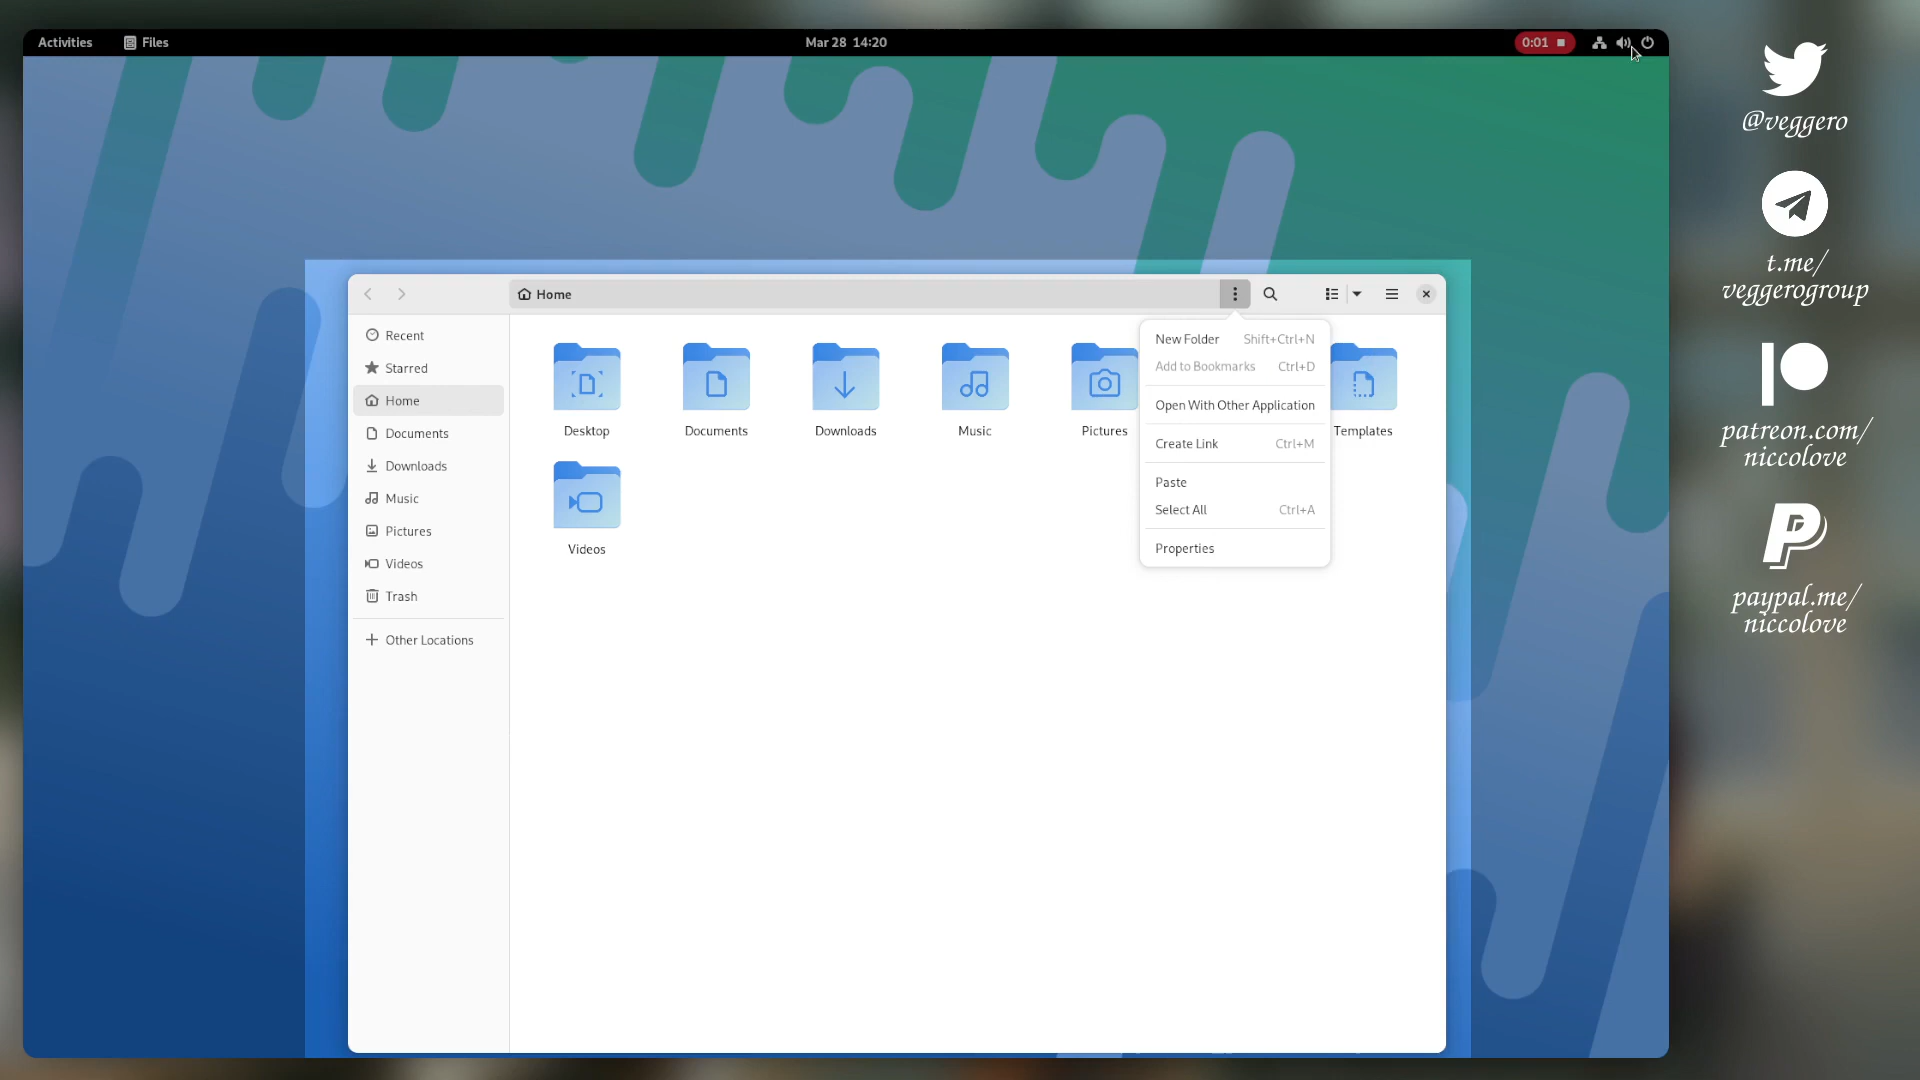 Activities
Files
Mar 28 14:20
0:01
@veggero
t.me/
veggerogroup
patreon.com/
niccolove
paypal.me/
niccolove
Home
Recent
Starred
Home
Documents
Downloads
Music
Pictures
Videos
Trash
Other Locations
Desktop
Documents
Downloads
Music
Pictures
Templates
Videos
New Folder Shift+Ctrl+N
Add to Bookmarks Ctrl+D
Open With Other Application
Create Link Ctrl+M
Paste
Select All Ctrl+A
Properties